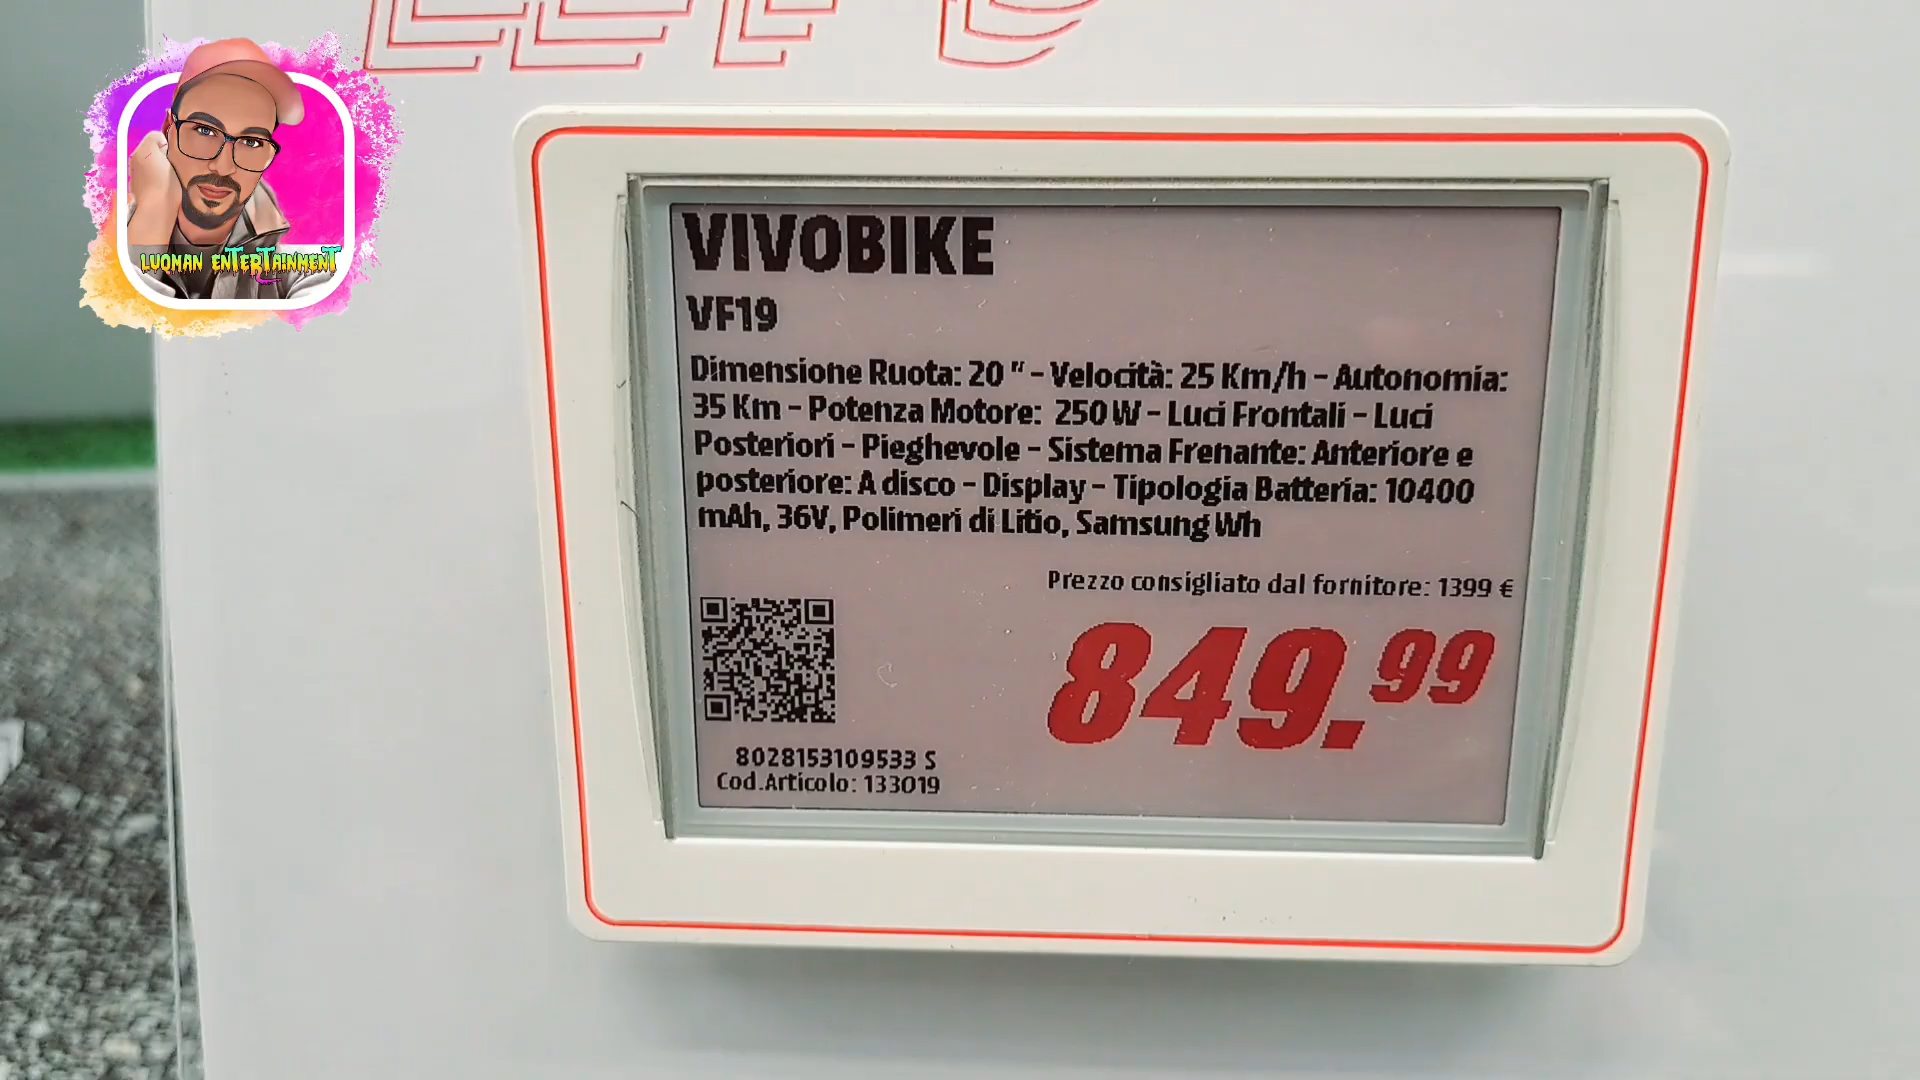 LUQMAN ENTERTAINMENT
VIVOBIKE
VF19
Dimensione Ruota: 20 " - Velocità: 25 Km/h - Autonomia:
35 Km - Potenza Motore: 250 W - Luci Frontali - Luci
Posteriori - Pieghevole - Sistema Frenante: Anteriore e
posteriore: A disco - Display - Tipologia Batteria: 10400
mAh, 36V, Polimeri di Litio, Samsung Wh
Prezzo consigliato dal fornitore: 1399 €
849.99
8028153109533 S
Cod.Articolo: 133019